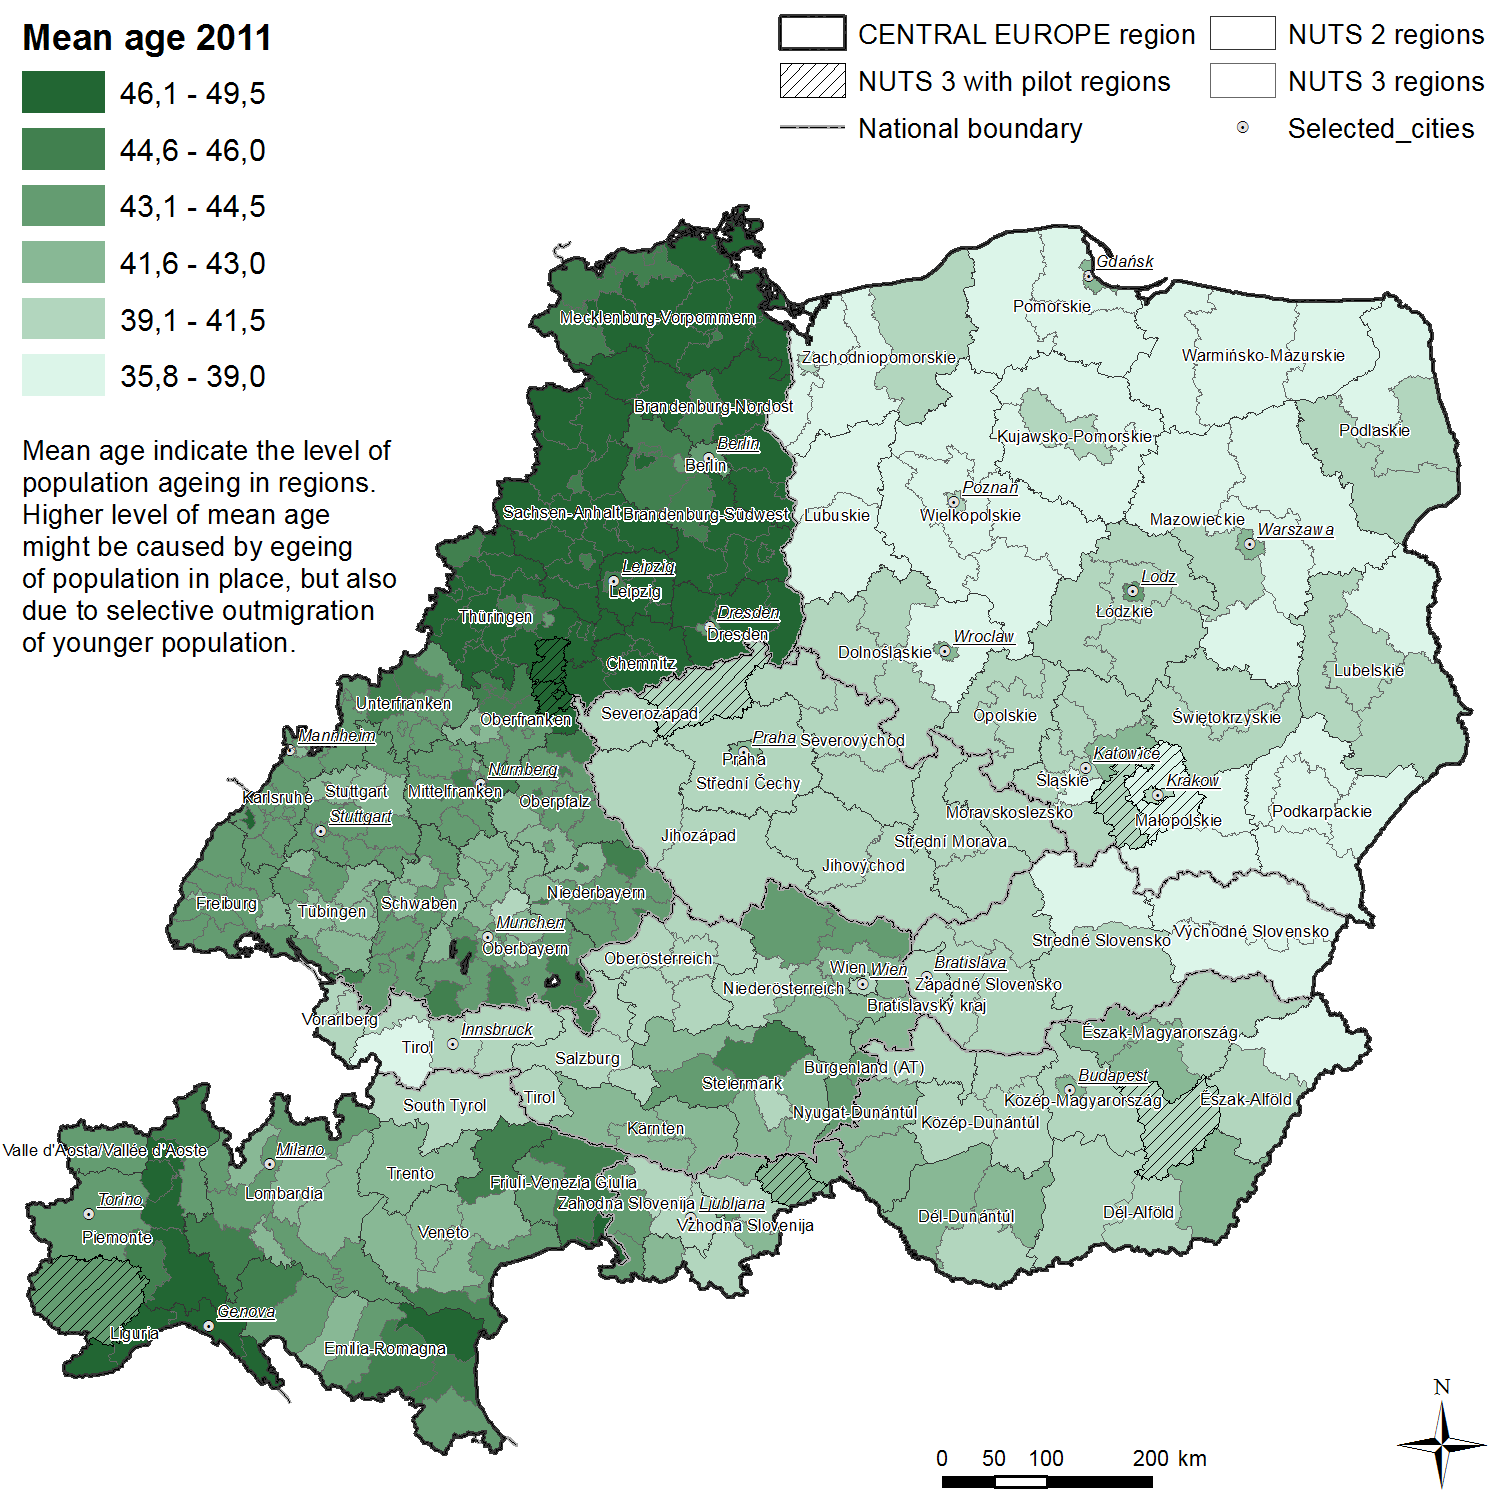 Mean age 2011
46,1 - 49,5
44,6 - 46,0
43,1 - 44,5
41,6 - 43,0
39,1 - 41,5
35,8 - 39,0
Mean age indicate the level of
population ageing in regions.
Higher level of mean age
might be caused by egeing
of population in place, but also
due to selective outmigration
of younger population.
CENTRAL EUROPE region
NUTS 2 regions
NUTS 3 with pilot regions
NUTS 3 regions
National boundary
Selected_cities
Gdańsk
Pomorskie
Mecklenburg-Vorpommern
Zachodniopomorskie
Warmińsko-Mazurskie
Brandenburg-Nordost
Kujawsko-Pomorskie
Podlaskie
Berlin
Berlin
Poznań
Sachsen-Anhalt
Brandenburg-Südwest
Lubuskie
Wielkopolskie
Mazowieckie
Warszawa
Leipzig
Leipzig
Lodz
Łódzkie
Thüringen
Dresden
Dresden
Wroclaw
Dolnośląskie
Chemnitz
Lubelskie
Unterfranken
Oberfranken
Severozápad
Opolskie
Świętokrzyskie
Mannheim
Praha
Praha
Severovýchod
Katowice
Nürnberg
Střední Čechy
Śląskie
Krakow
Karlsruhe
Stuttgart
Mittelfranken
Oberpfalz
Stuttgart
Moravskoslezsko
Małopolskie
Podkarpackie
Jihozápad
Střední Morava
Jihovýchod
Freiburg
Tübingen
Schwaben
Niederbayern
München
Oberbayern
Stredné Slovensko
Východné Slovensko
Oberösterreich
Wien
Wien
Bratislava
Niederösterreich
Západné Slovensko
Bratislavský kraj
Vorarlberg
Innsbruck
Tirol
Salzburg
Észak-Magyarország
Burgenland (AT)
Steiermark
Budapest
South Tyrol
Tirol
Közép-Magyarország
Észak-Alföld
Nyugat-Dunántúl
Közép-Dunántúl
Kärnten
Valle d'Aosta/Vallée d'Aoste
Milano
Trento
Lombardia
Friuli-Venezia Giulia
Torino
Zahodna Slovenija
Ljubljana
Piemonte
Veneto
Vzhodna Slovenija
Dél-Dunántúl
Dél-Alföld
Genova
Liguria
Emilia-Romagna
N
0 50 100 200 km